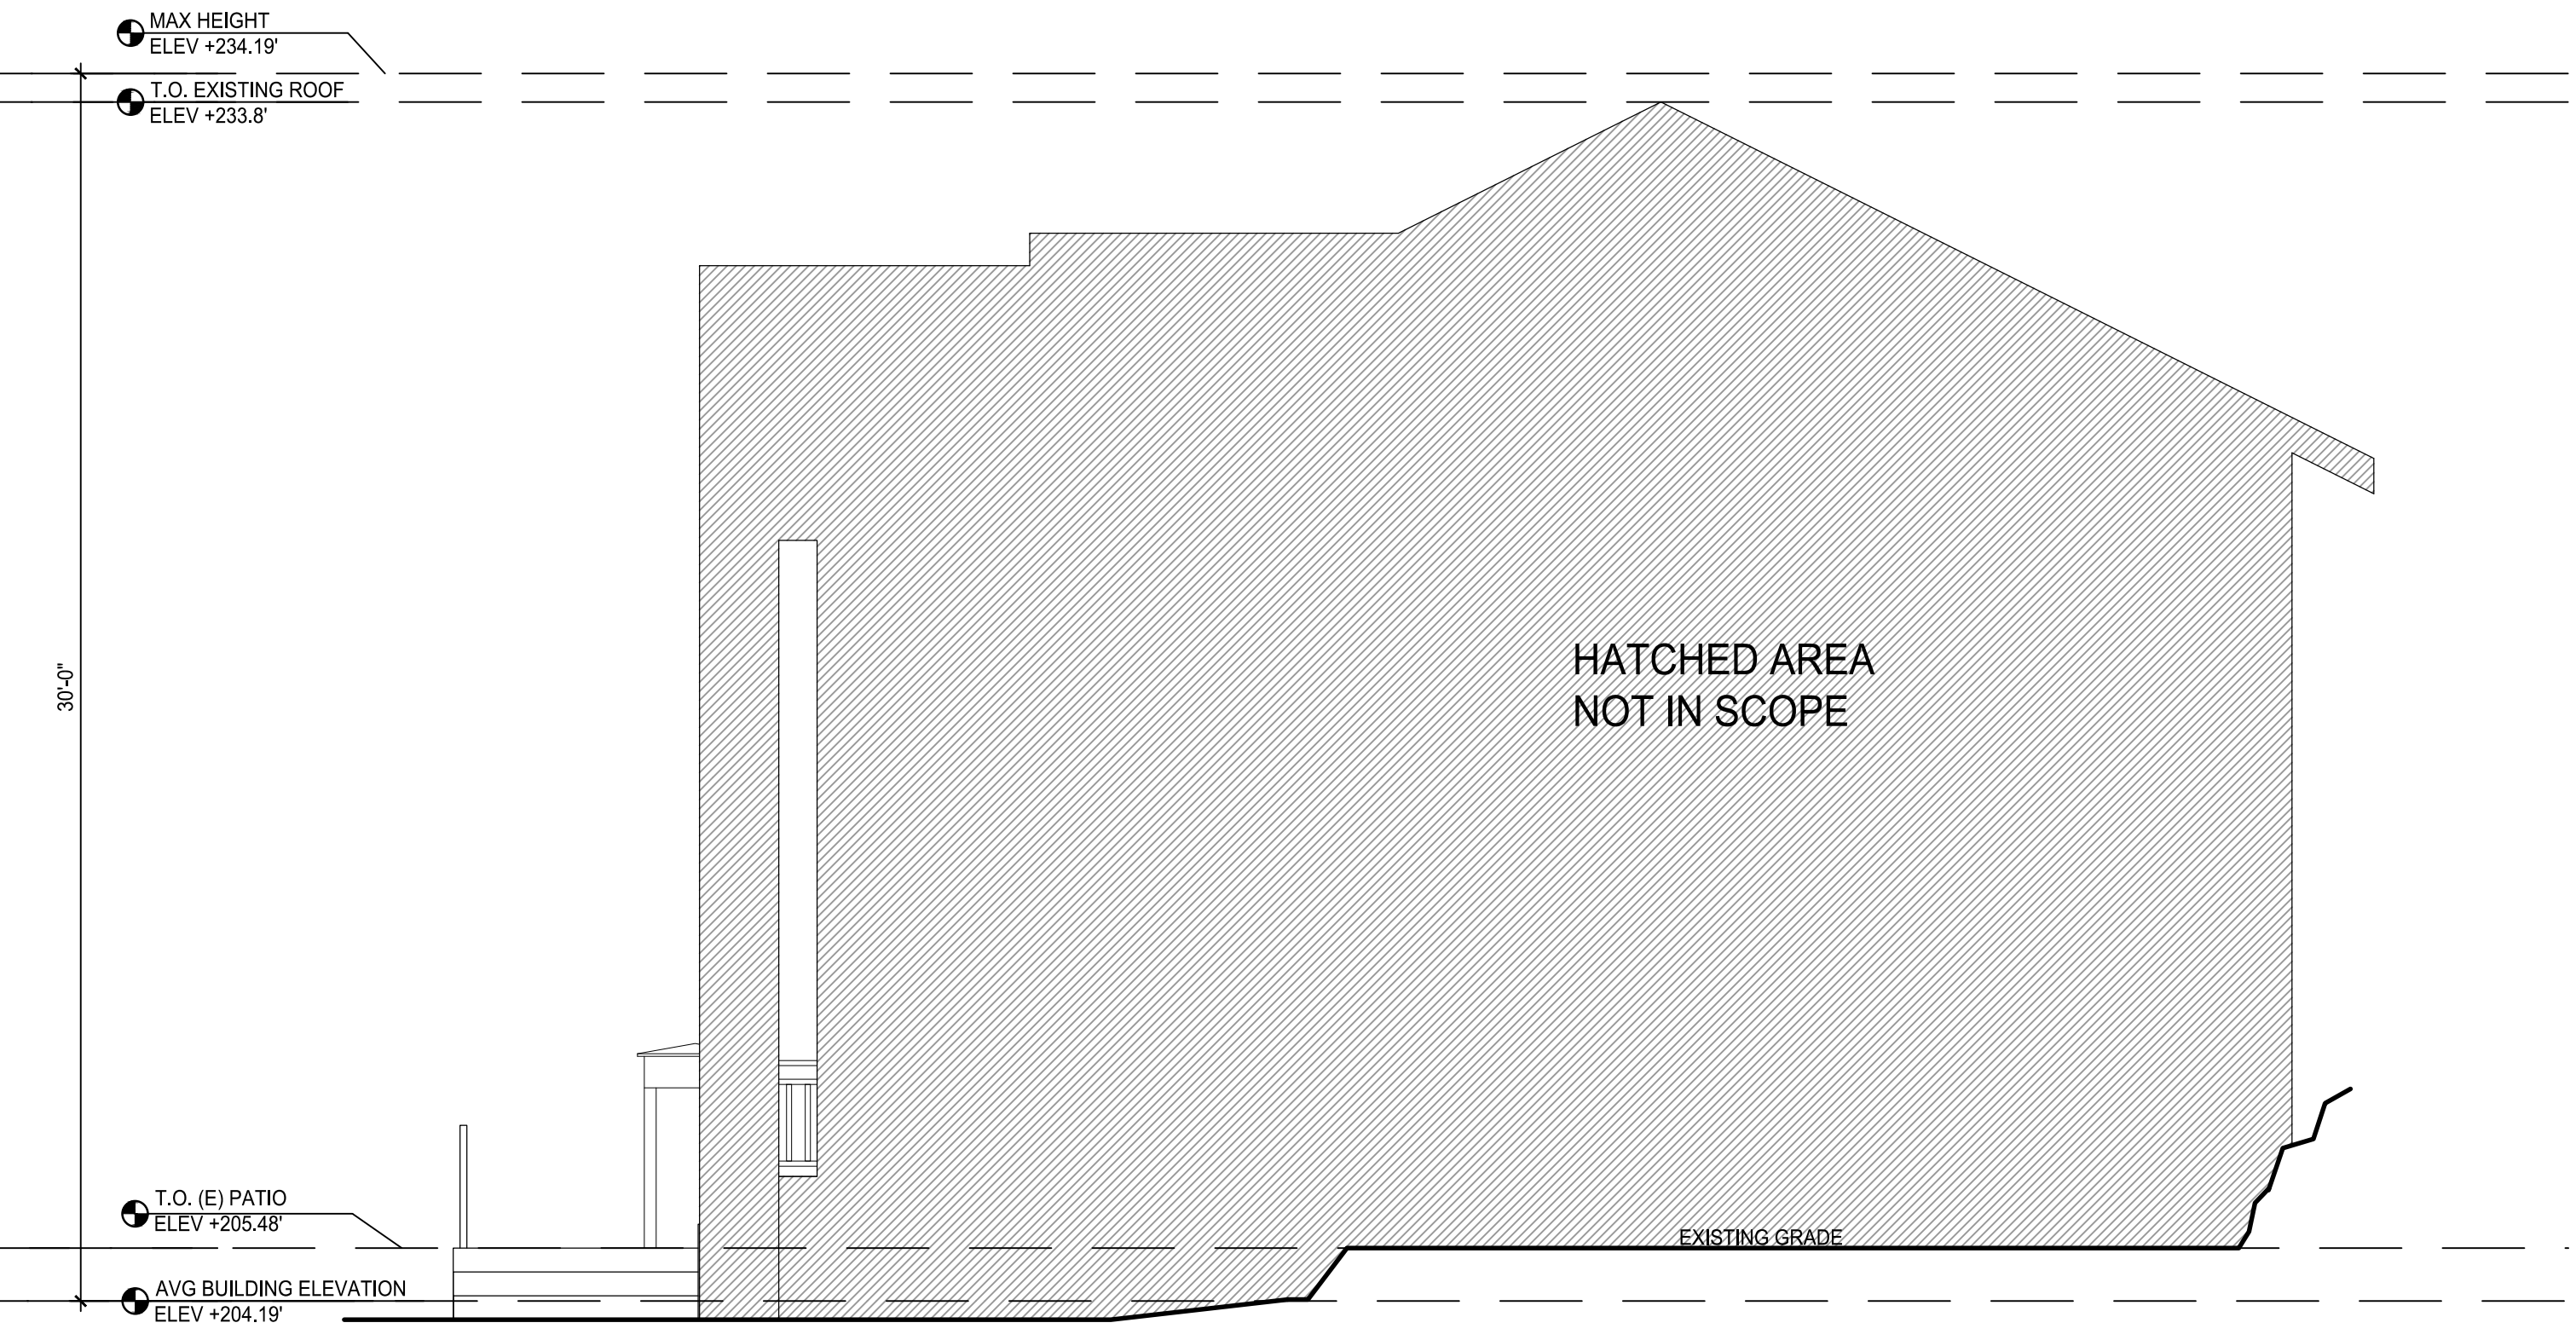 MAX HEIGHT
ELEV +234.19'
T.O. EXISTING ROOF
ELEV +233.8'
30'-0"
HATCHED AREA
NOT IN SCOPE
T.O. (E) PATIO
ELEV +205.48'
EXISTING GRADE
AVG BUILDING ELEVATION
ELEV +204.19'